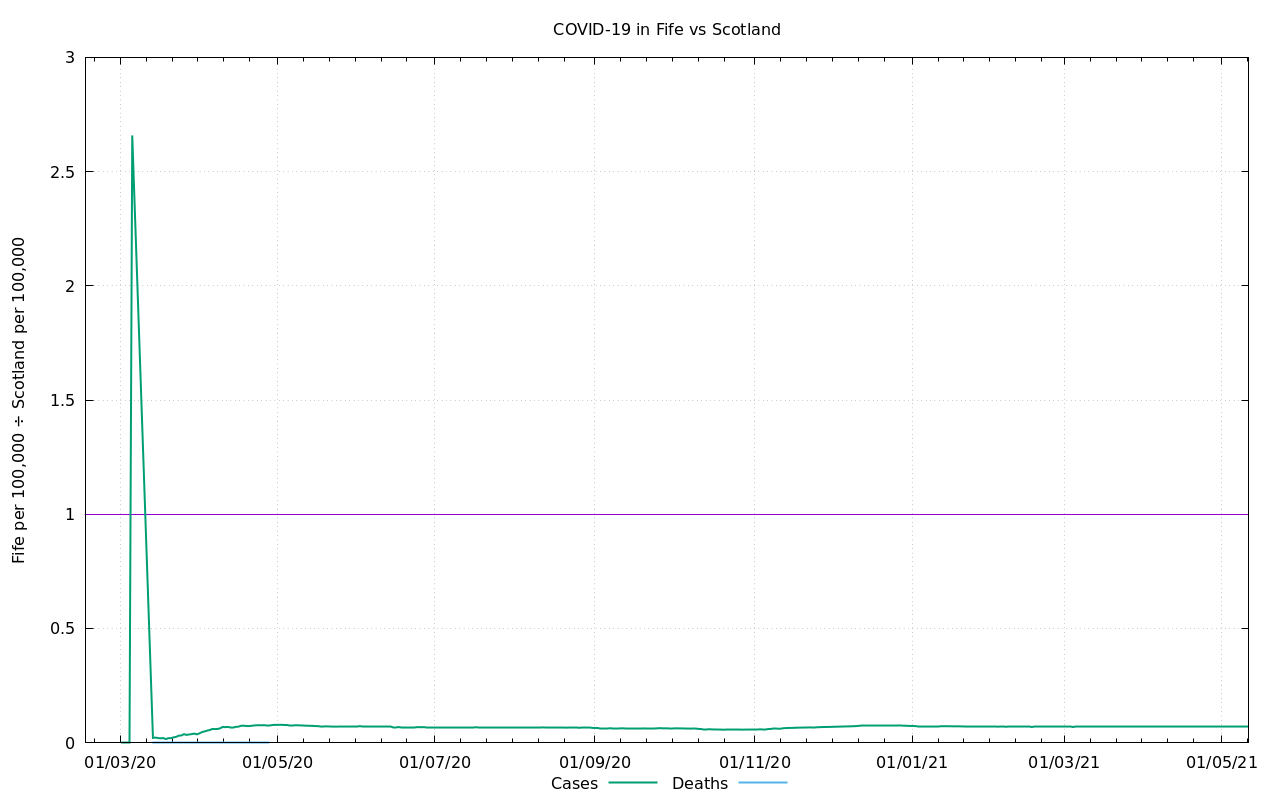 COVID-19 in Fife vs Scotland
3
2.5
2
1.5
1
0.5
0
Fife per 100,000 ÷ Scotland per 100,000
01/03/20 01/05/20 01/07/20 01/09/20 01/11/20 01/01/21 01/03/21 01/05/21
Cases Deaths